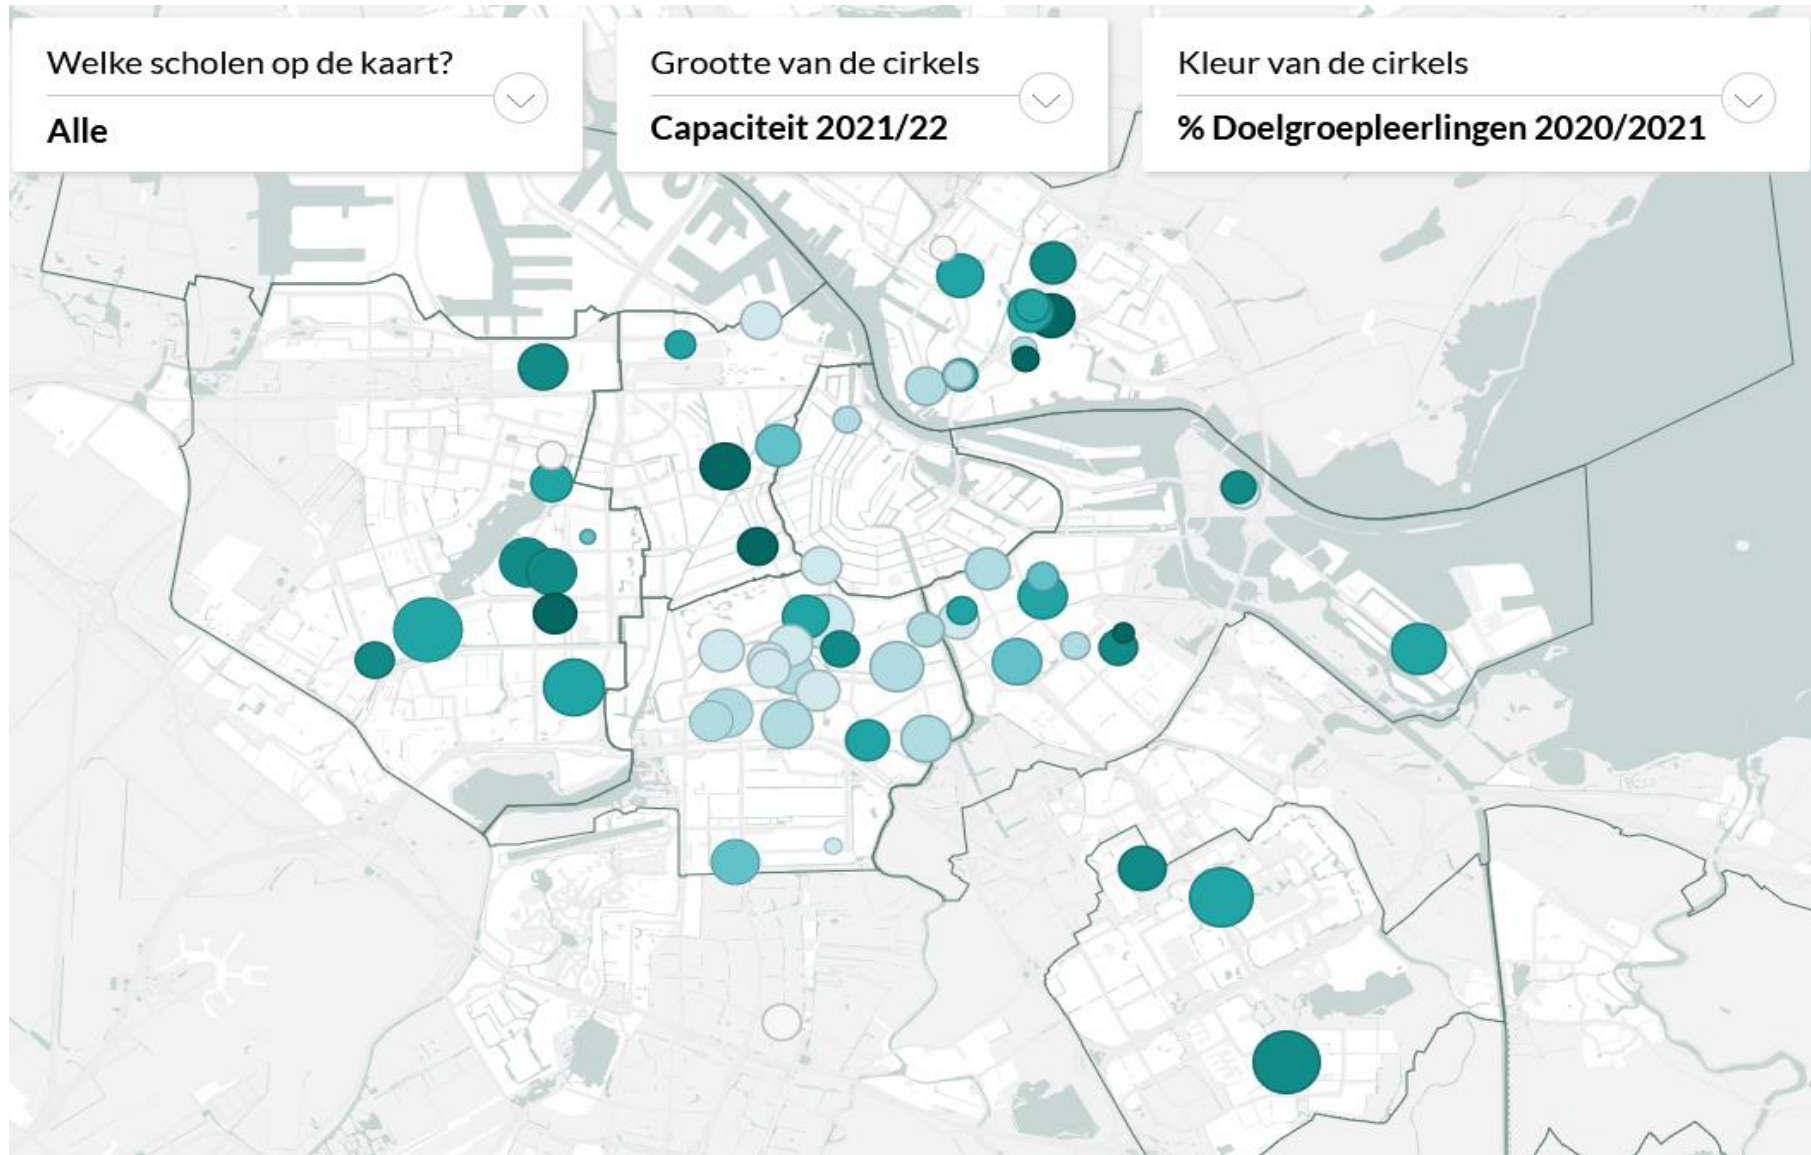 Welke scholen op de kaart?
Alle
Grootte van de cirkels
Capaciteit 2021/22
Kleur van de cirkels
% Doelgroepleerlingen 2020/2021